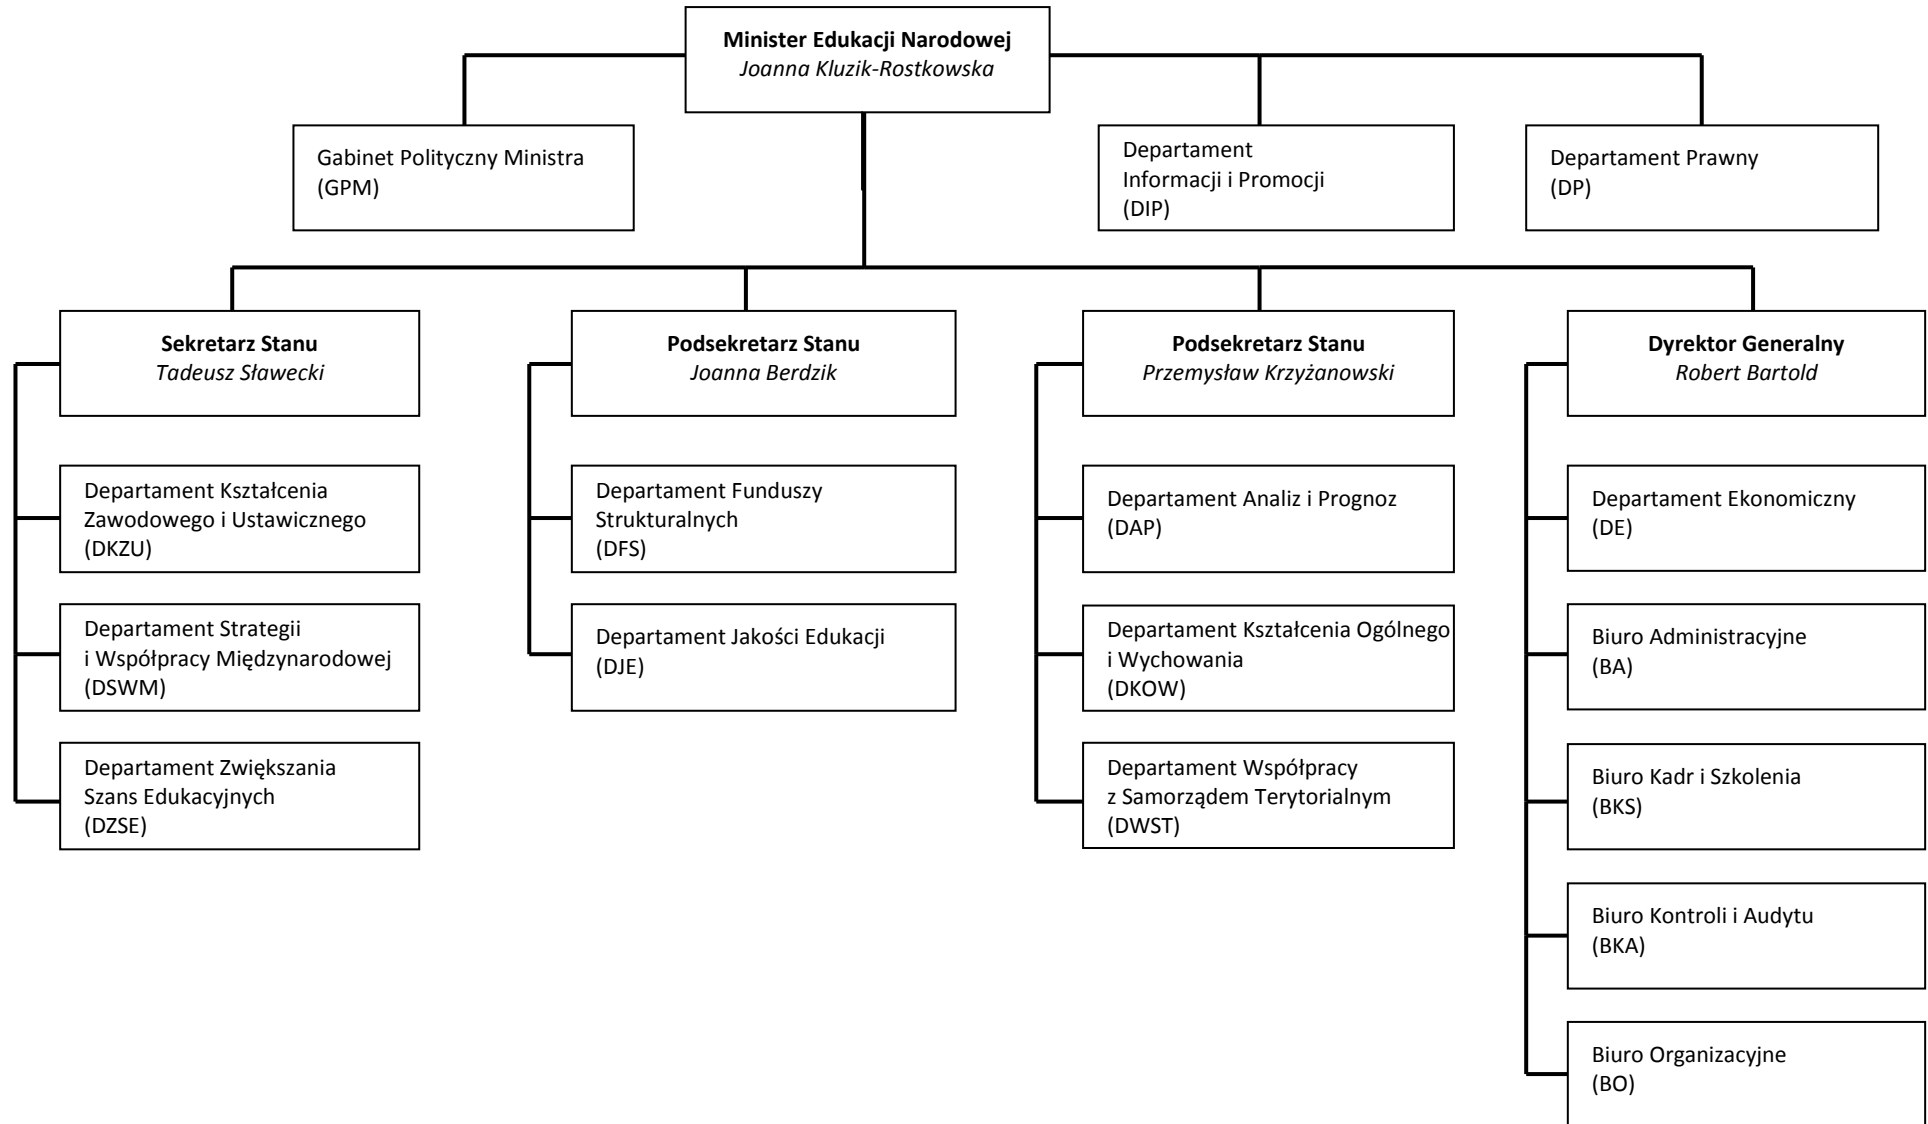 Minister Edukacji Narodowej
Joanna Kluzik-Rostkowska
Gabinet Polityczny Ministra
(GPM)
Departament
Informacji i Promocji
(DIP)
Departament Prawny
(DP)
Sekretarz Stanu
Tadeusz Sławecki
Podsekretarz Stanu
Joanna Berdzik
Podsekretarz Stanu
Przemysław Krzyżanowski
Dyrektor Generalny
Robert Bartold
Departament Kształcenia
Zawodowego i Ustawicznego
(DKZU)
Departament Strategii
i Współpracy Międzynarodowej
(DSWM)
Departament Zwiększania
Szans Edukacyjnych
(DZSE)
Departament Funduszy
Strukturalnych
(DFS)
Departament Jakości Edukacji
(DJE)
Departament Analiz i Prognoz
(DAP)
Departament Kształcenia Ogólnego
i Wychowania
(DKOW)
Departament Współpracy
z Samorządem Terytorialnym
(DWST)
Departament Ekonomiczny
(DE)
Biuro Administracyjne
(BA)
Biuro Kadr i Szkolenia
(BKS)
Biuro Kontroli i Audytu
(BKA)
Biuro Organizacyjne
(BO)